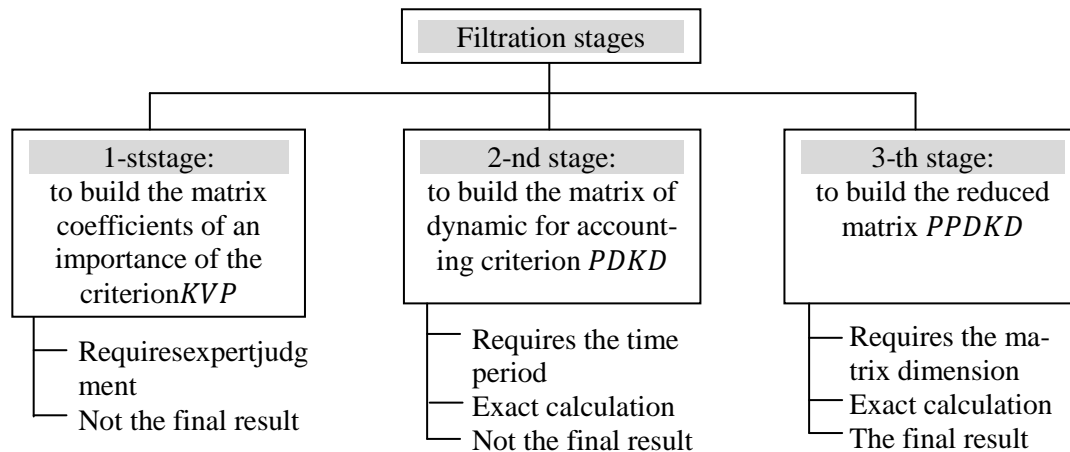 Filtration stages
1-ststage:
to build the matrix
coefficients of an
importance of the
criterionKVP
Requiresexpertjudg
ment
Not the final result
2-nd stage:
to build the matrix of
dynamic for account-
ing criterion PDKD
Requires the time
period
Exact calculation
Not the final result
3-th stage:
to build the reduced
matrix PPDKD
Requires the ma-
trix dimension
Exact calculation
The final result